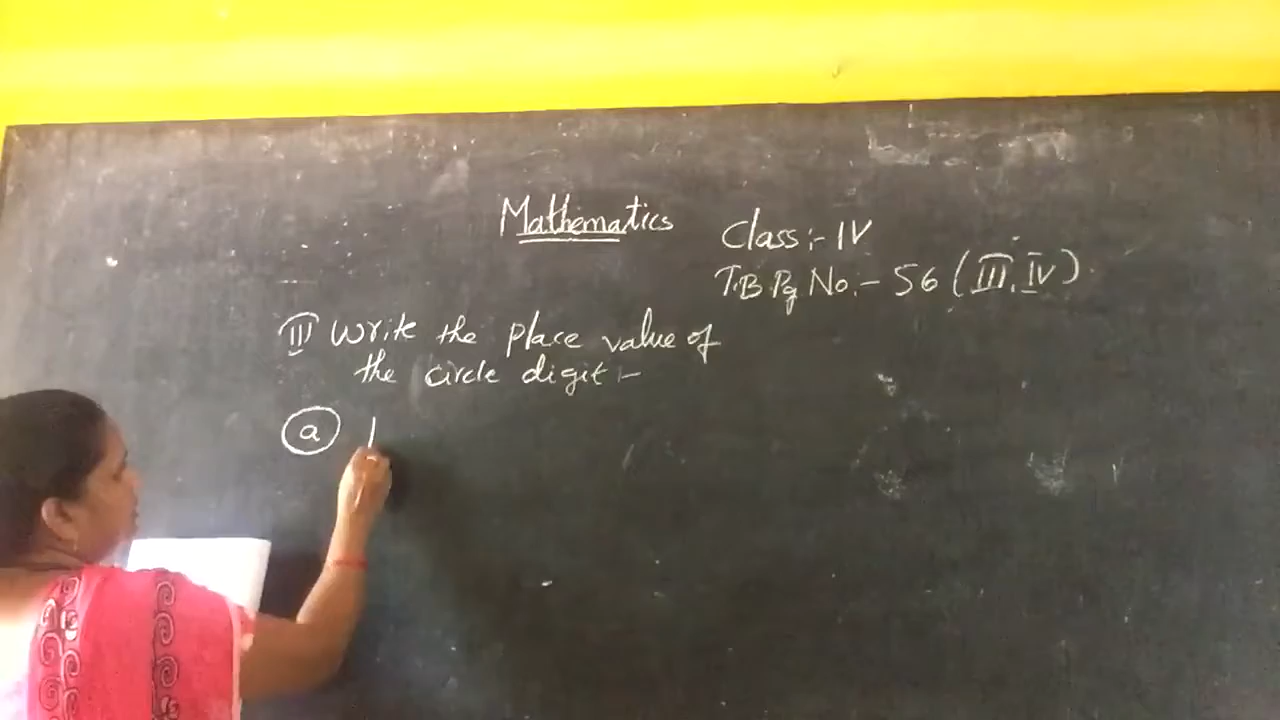 Mathematics
Class:- IV
T.B.Pg No.:- 56 (III, IV)
III Write the place value of
the circle digit:-
a 1